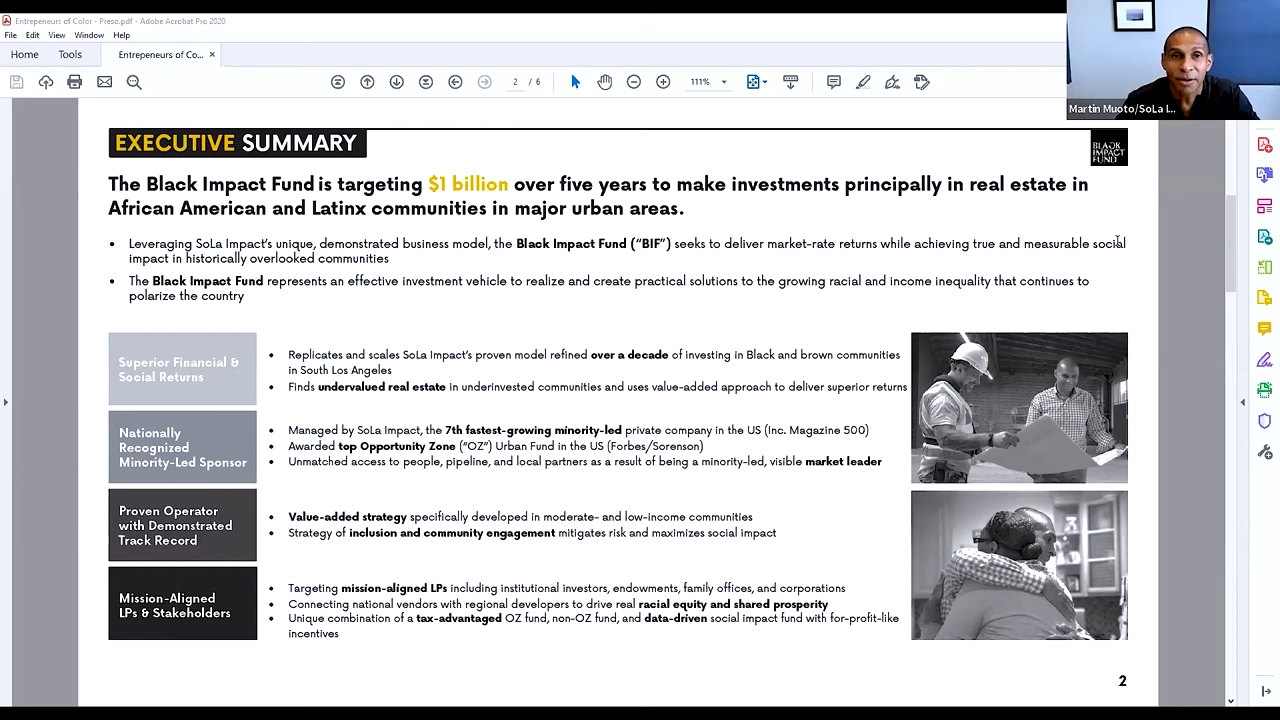 Entrepeneurs of Color - Preso.pdf - Adobe Acrobat Pro 2020
File Edit View Window Help
Home Tools Entrepeneurs of Co... ×
2 / 6 111%
Martin Muoto/SoLa I...
EXECUTIVE SUMMARY
BLACK
IMPACT
FUND
The Black Impact Fund is targeting $1 billion over five years to make investments principally in real estate in
African American and Latinx communities in major urban areas.
• Leveraging SoLa Impact's unique, demonstrated business model, the Black Impact Fund ("BIF") seeks to deliver market-rate returns while achieving true and measurable social
impact in historically overlooked communities
• The Black Impact Fund represents an effective investment vehicle to realize and create practical solutions to the growing racial and income inequality that continues to
polarize the country
Superior Financial &
Social Returns
• Replicates and scales SoLa Impact's proven model refined over a decade of investing in Black and brown communities
in South Los Angeles
• Finds undervalued real estate in underinvested communities and uses value-added approach to deliver superior returns
Nationally
Recognized
Minority-Led Sponsor
• Managed by SoLa Impact, the 7th fastest-growing minority-led private company in the US (Inc. Magazine 500)
• Awarded top Opportunity Zone ("OZ") Urban Fund in the US (Forbes/Sorenson)
• Unmatched access to people, pipeline, and local partners as a result of being a minority-led, visible market leader
Proven Operator
with Demonstrated
Track Record
• Value-added strategy specifically developed in moderate- and low-income communities
• Strategy of inclusion and community engagement mitigates risk and maximizes social impact
Mission-Aligned
LPs & Stakeholders
• Targeting mission-aligned LPs including institutional investors, endowments, family offices, and corporations
• Connecting national vendors with regional developers to drive real racial equity and shared prosperity
• Unique combination of a tax-advantaged OZ fund, non-OZ fund, and data-driven social impact fund with for-profit-like
incentives
2